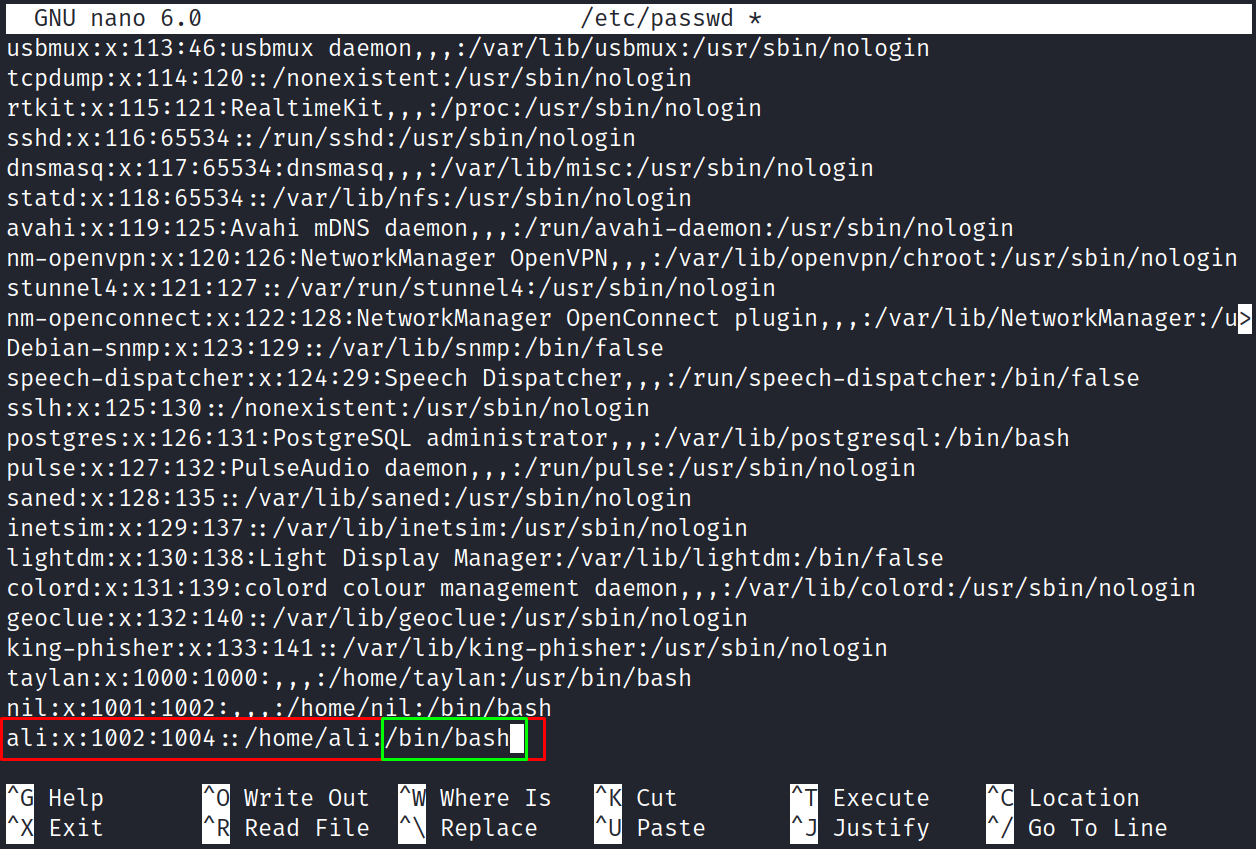 GNU nano 6.0 /etc/passwd *
usbmux:x:113:46:usbmux daemon,,,:/var/lib/usbmux:/usr/sbin/nologin
tcpdump:x:114:120::/nonexistent:/usr/sbin/nologin
rtkit:x:115:121:RealtimeKit,,,:/proc:/usr/sbin/nologin
sshd:x:116:65534::/run/sshd:/usr/sbin/nologin
dnsmasq:x:117:65534:dnsmasq,,,:/var/lib/misc:/usr/sbin/nologin
statd:x:118:65534::/var/lib/nfs:/usr/sbin/nologin
avahi:x:119:125:Avahi mDNS daemon,,,:/run/avahi-daemon:/usr/sbin/nologin
nm-openvpn:x:120:126:NetworkManager OpenVPN,,,:/var/lib/openvpn/chroot:/usr/sbin/nologin
stunnel4:x:121:127::/var/run/stunnel4:/usr/sbin/nologin
nm-openconnect:x:122:128:NetworkManager OpenConnect plugin,,,:/var/lib/NetworkManager:/u>
Debian-snmp:x:123:129::/var/lib/snmp:/bin/false
speech-dispatcher:x:124:29:Speech Dispatcher,,,:/run/speech-dispatcher:/bin/false
sslh:x:125:130::/nonexistent:/usr/sbin/nologin
postgres:x:126:131:PostgreSQL administrator,,,:/var/lib/postgresql:/bin/bash
pulse:x:127:132:PulseAudio daemon,,,:/run/pulse:/usr/sbin/nologin
saned:x:128:135::/var/lib/saned:/usr/sbin/nologin
inetsim:x:129:137::/var/lib/inetsim:/usr/sbin/nologin
lightdm:x:130:138:Light Display Manager:/var/lib/lightdm:/bin/false
colord:x:131:139:colord colour management daemon,,,:/var/lib/colord:/usr/sbin/nologin
geoclue:x:132:140::/var/lib/geoclue:/usr/sbin/nologin
king-phisher:x:133:141::/var/lib/king-phisher:/usr/sbin/nologin
taylan:x:1000:1000:,,,:/home/taylan:/usr/bin/bash
nil:x:1001:1002:,,,:/home/nil:/bin/bash
ali:x:1002:1004::/home/ali:/bin/bash
^G Help ^O Write Out ^W Where Is ^K Cut ^T Execute ^C Location
^X Exit ^R Read File ^\ Replace ^U Paste ^J Justify ^/ Go To Line